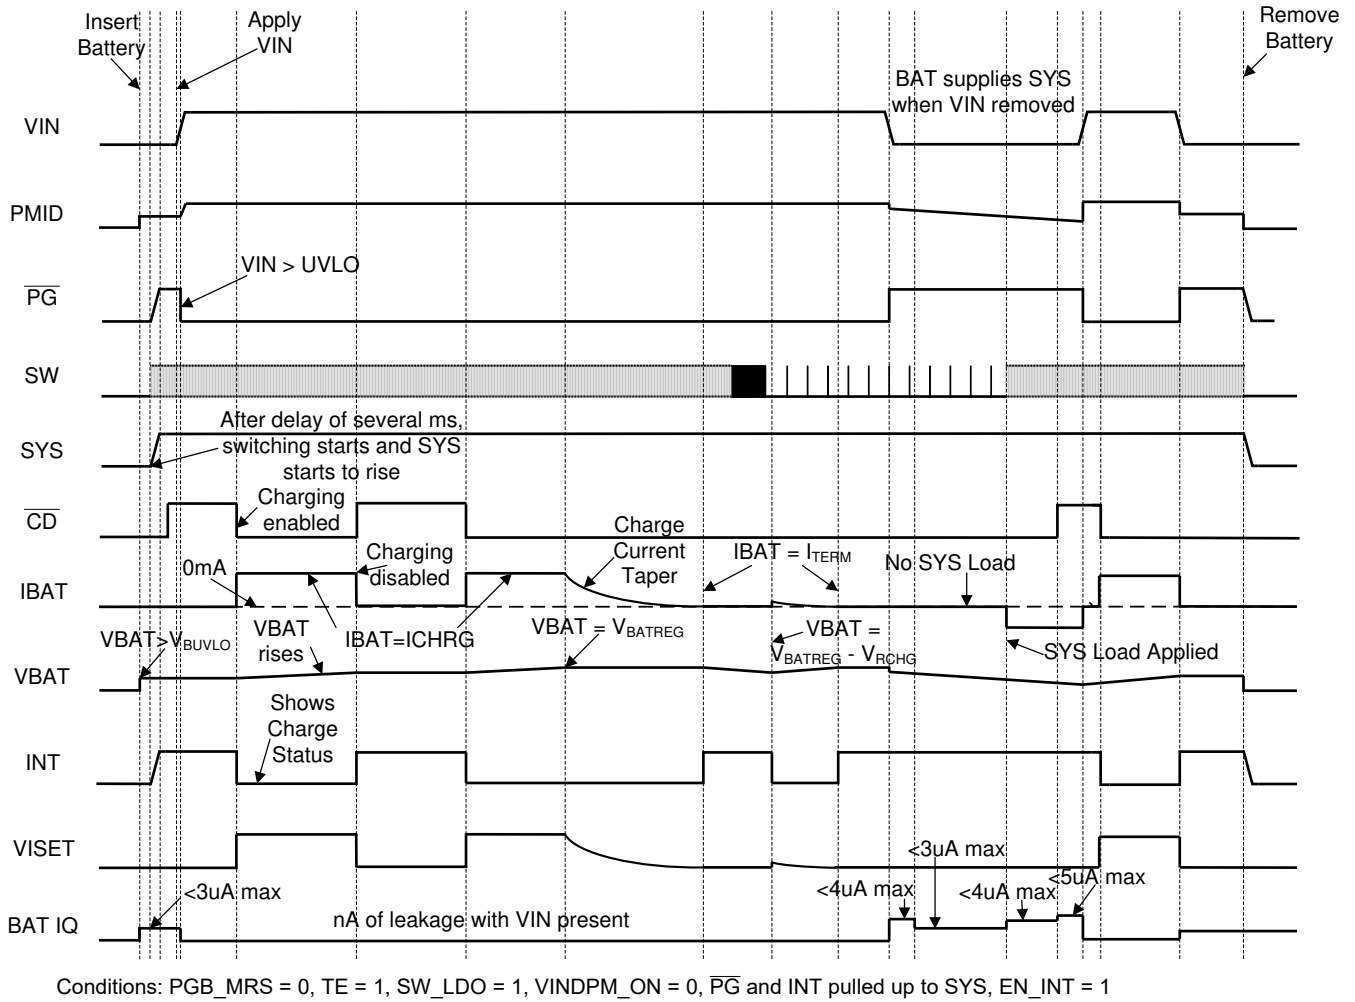 Insert
Battery
Apply
VIN
Remove
Battery
BAT supplies SYS
when VIN removed
VIN
PMID
VIN > UVLO
PG
SW
After delay of several ms,
switching starts and SYS
starts to rise
SYS
Charging
enabled
CD
Charge
Current
Taper
Charging
disabled
IBAT = ITERM
No SYS Load
0mA
IBAT
VBAT>VBUVLO
VBAT
rises
IBAT=ICHRG
VBAT = VBATREG
VBAT =
VBATREG - VRCHG
SYS Load Applied
VBAT
Shows
Charge
Status
INT
VISET
<3uA max
<4uA max
<3uA max
<4uA max
<5uA max
BAT IQ
nA of leakage with VIN present
Conditions: PGB_MRS = 0, TE = 1, SW_LDO = 1, VINDPM_ON = 0, PG and INT pulled up to SYS, EN_INT = 1